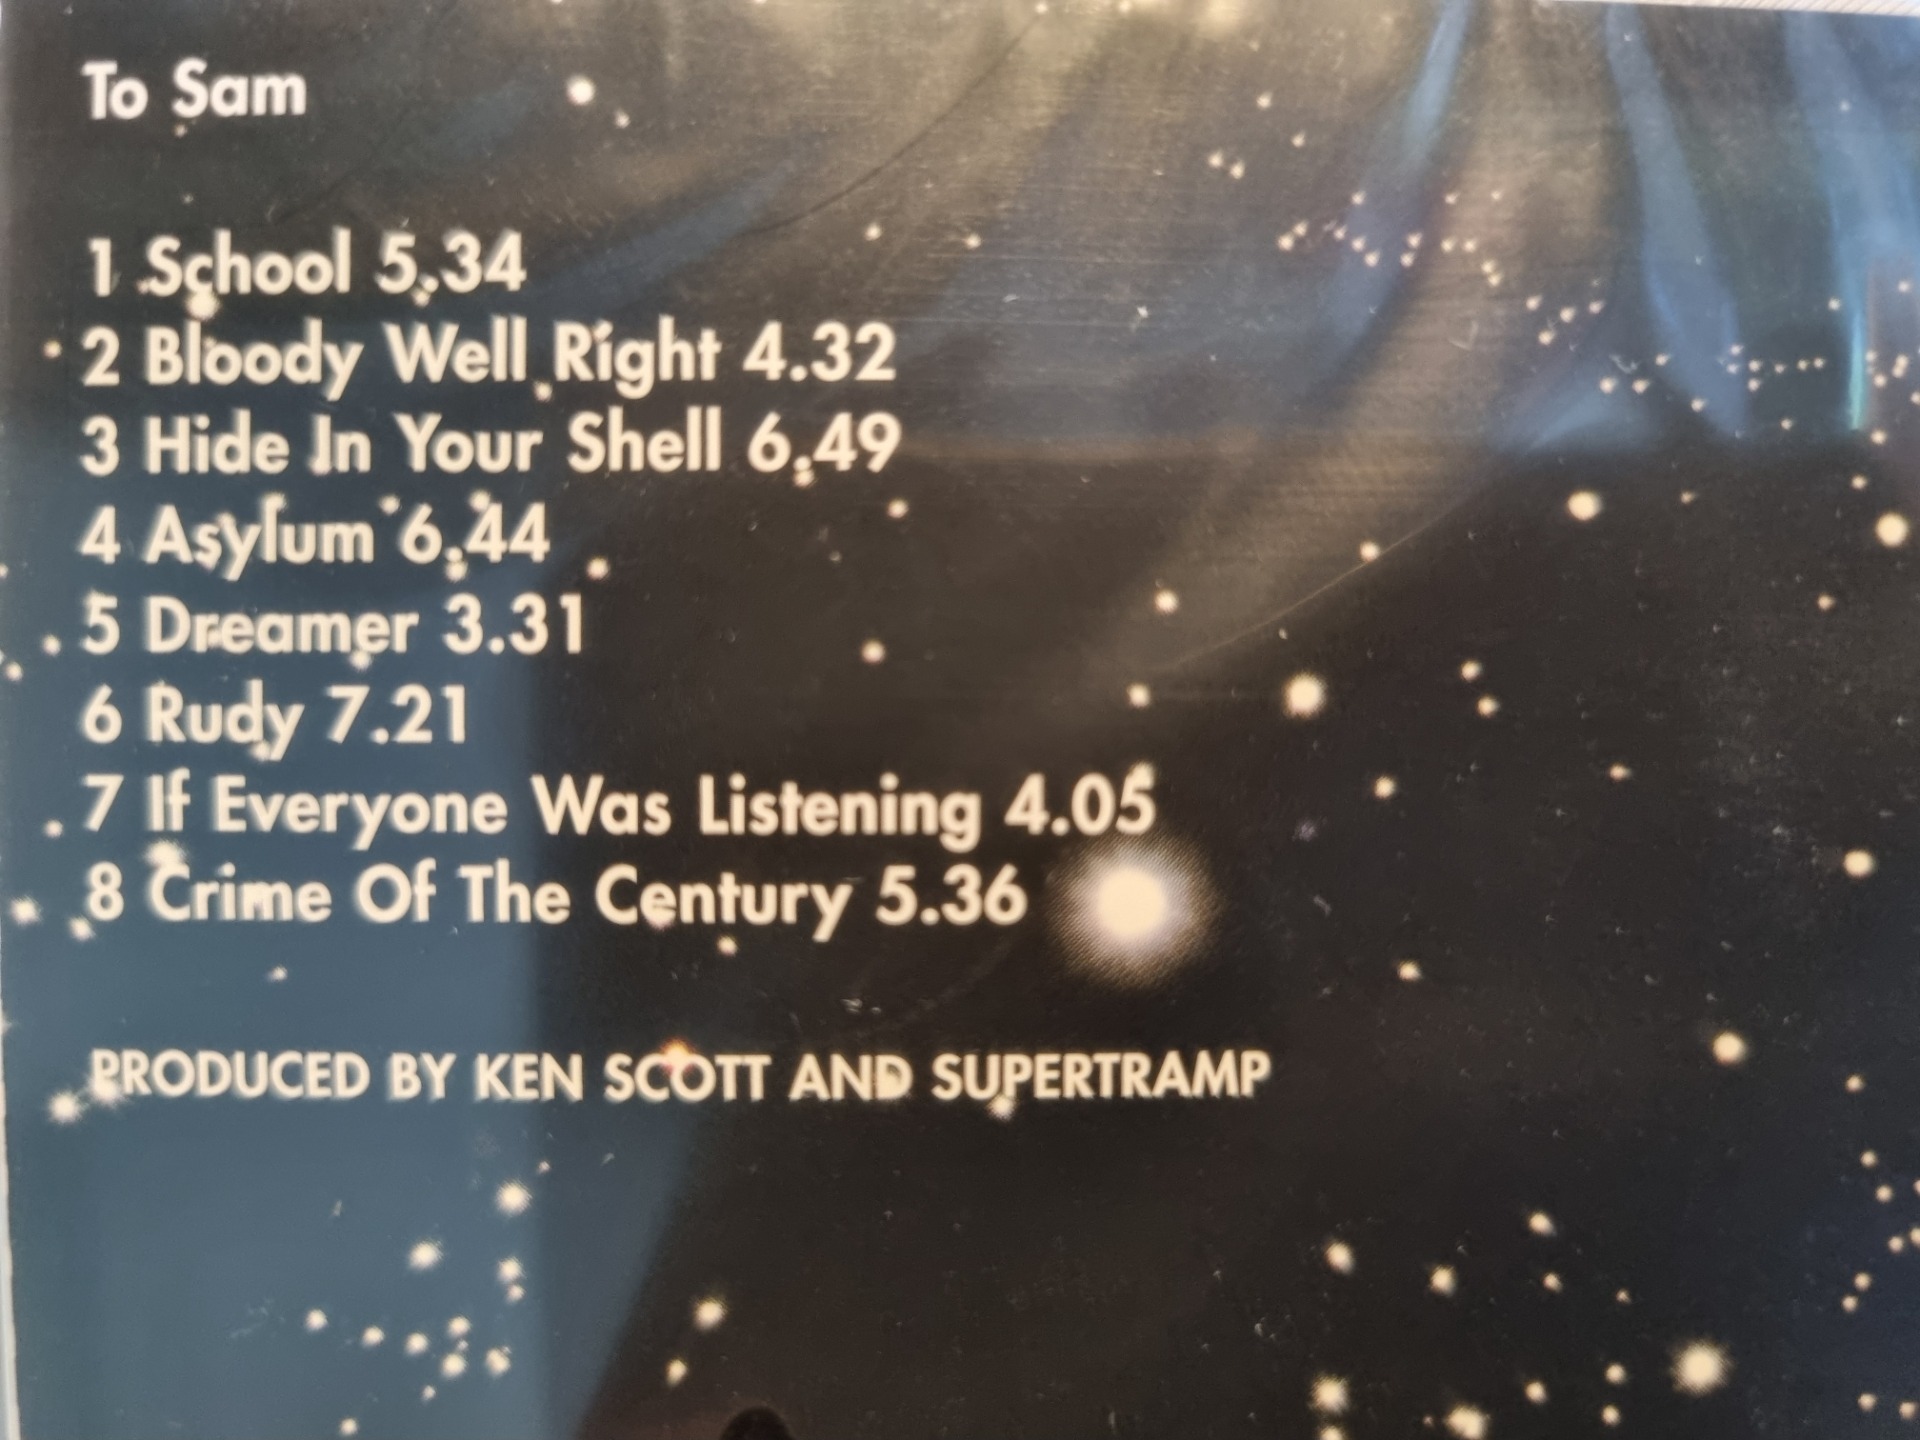 To Sam
1 School 5.34
2 Bloody Well Right 4.32
3 Hide In Your Shell 6.49
4 Asylum 6.44
5 Dreamer 3.31
6 Rudy 7.21
7 If Everyone Was Listening 4.05
8 Crime Of The Century 5.36
PRODUCED BY KEN SCOTT AND SUPERTRAMP